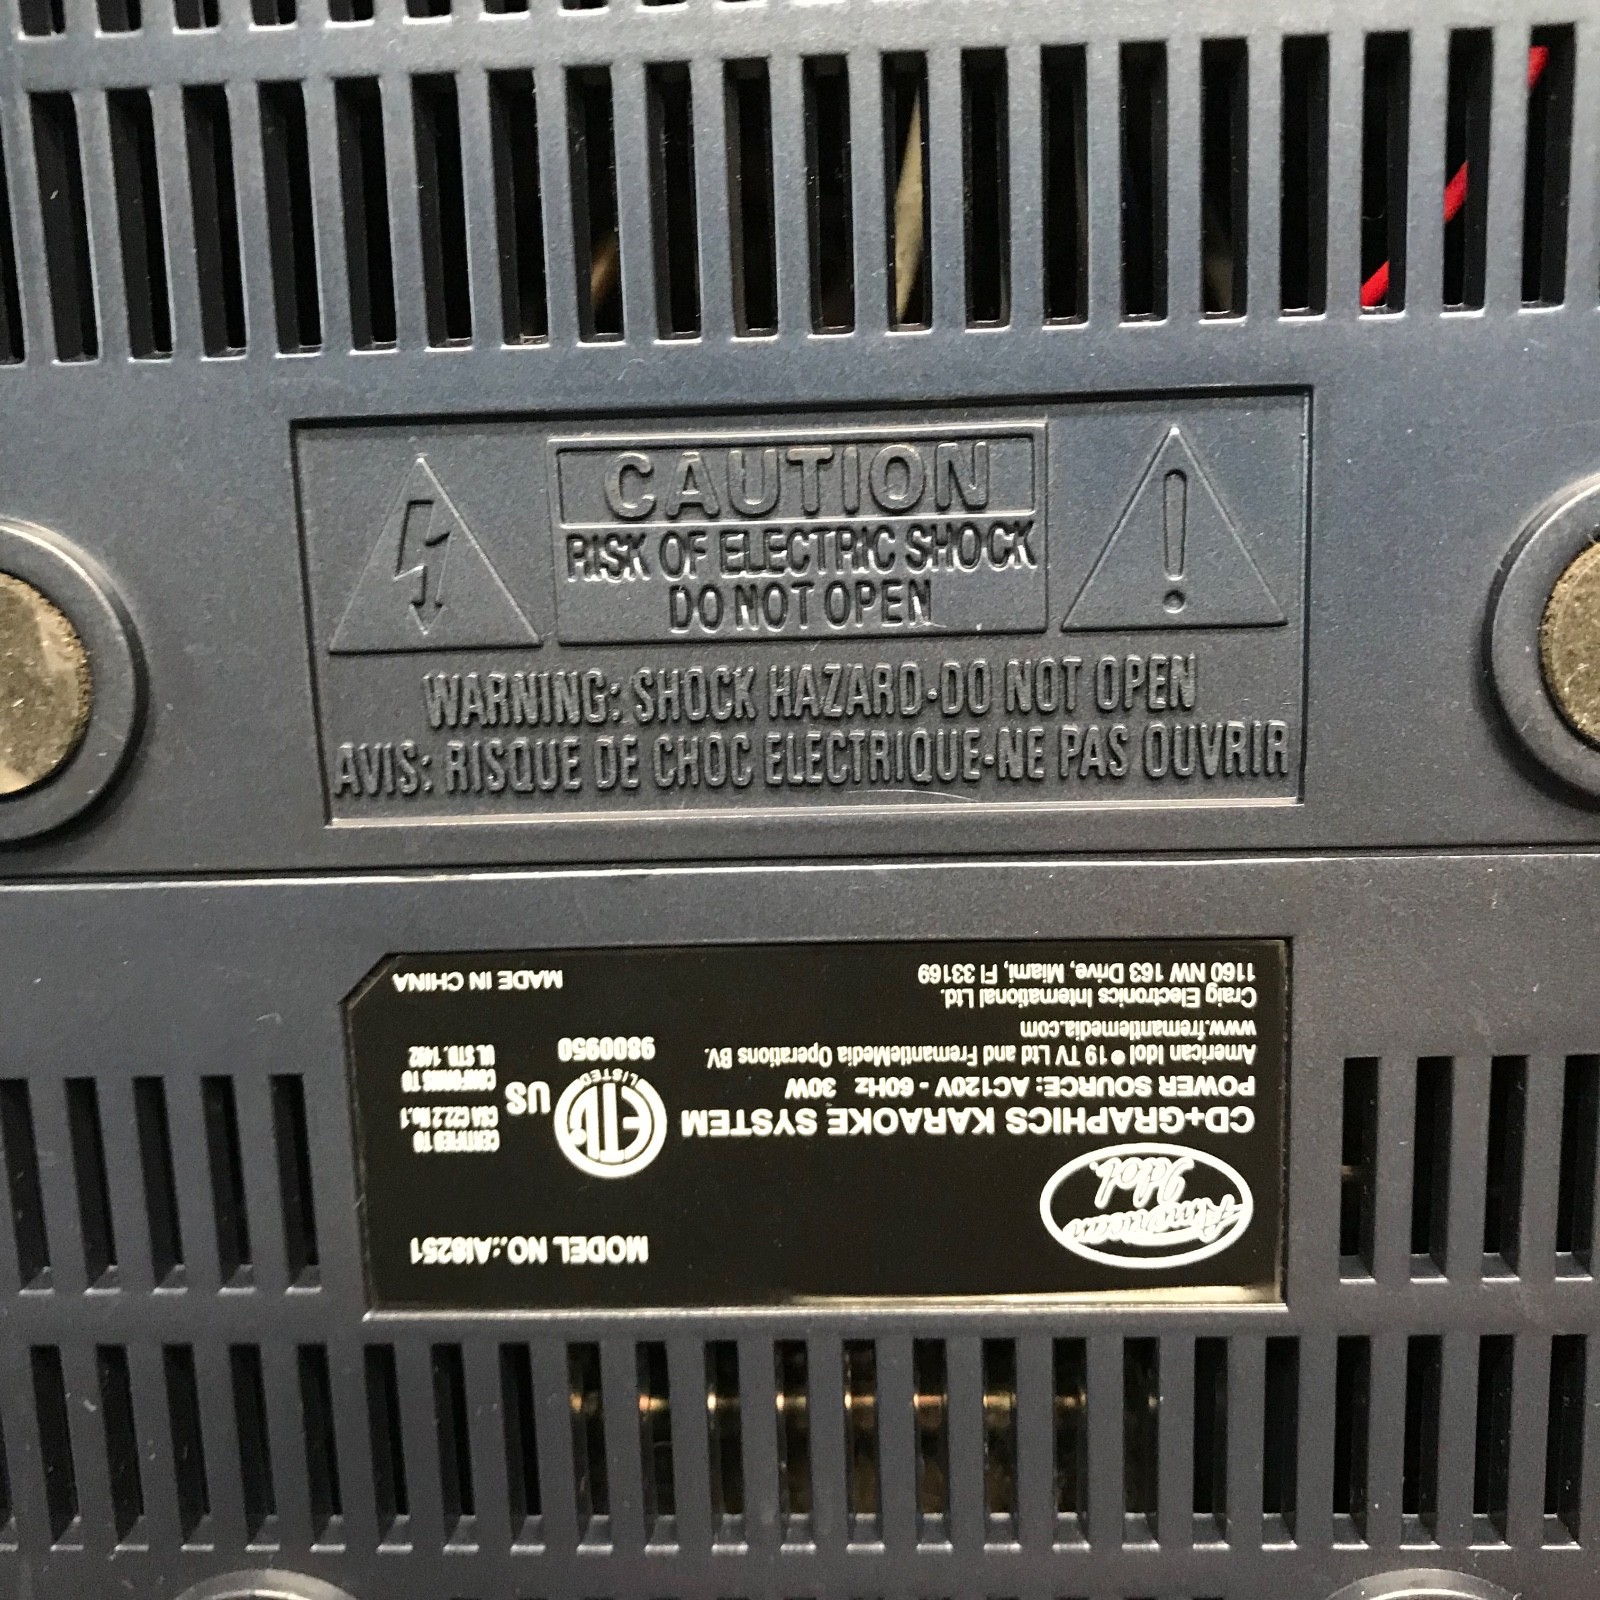 CAUTION
RISK OF ELECTRIC SHOCK
DO NOT OPEN
WARNING: SHOCK HAZARD-DO NOT OPEN
AVIS: RISQUE DE CHOC ELECTRIQUE-NE PAS OUVRIR
American
Idol
MODEL NO.:AI8251
CD+GRAPHICS KARAOKE SYSTEM
POWER SOURCE: AC120V - 60Hz 30W
American Idol ® 19 TV Ltd and FremantleMedia Operations BV.
www.fremantlemedia.com
Craig Electronics International Ltd.
1160 NW 163 Drive, Miami, Fl 33169
ETL
LISTED
US
9800950
CERTIFIED TO
CSA C22.2 No.1
CONFORMS TO
UL STD. 1492
MADE IN CHINA